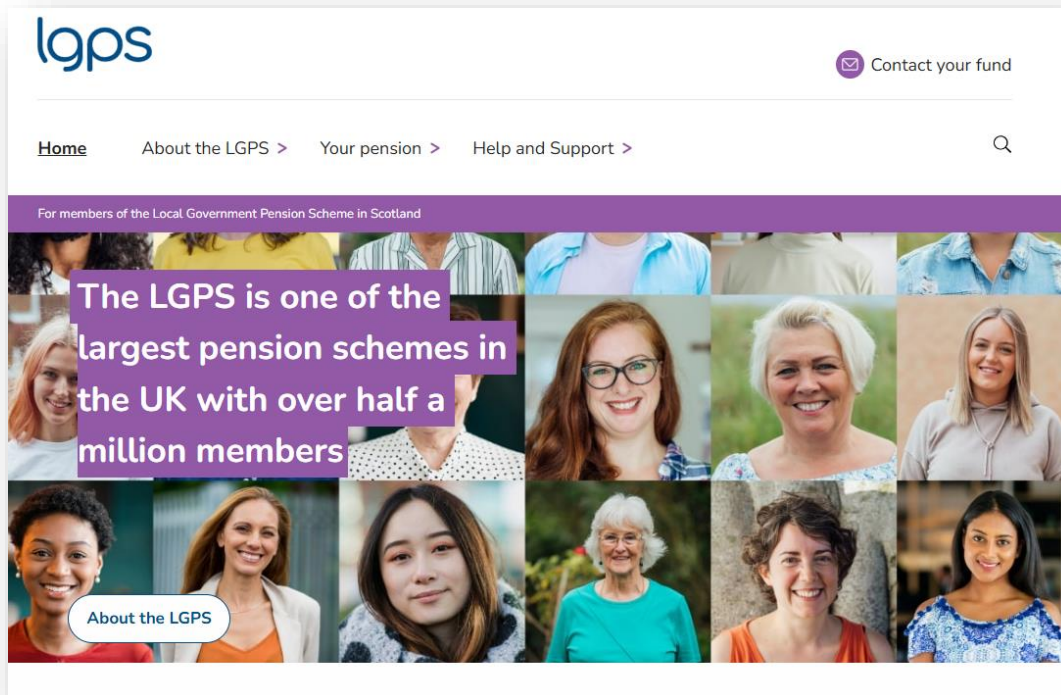 lgps
Contact your fund
Home About the LGPS > Your pension > Help and Support >
For members of the Local Government Pension Scheme in Scotland
The LGPS is one of the
largest pension schemes in
the UK with over half a
million members
About the LGPS